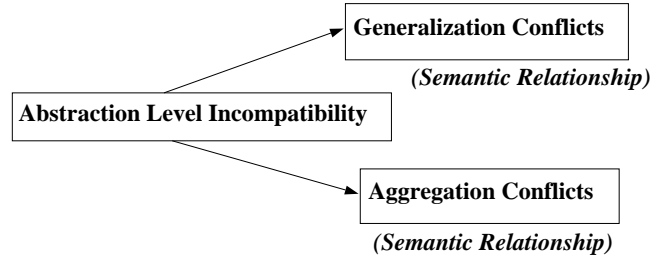 Generalization Conflicts
(Semantic Relationship)
Abstraction Level Incompatibility
Aggregation Conflicts
(Semantic Relationship)